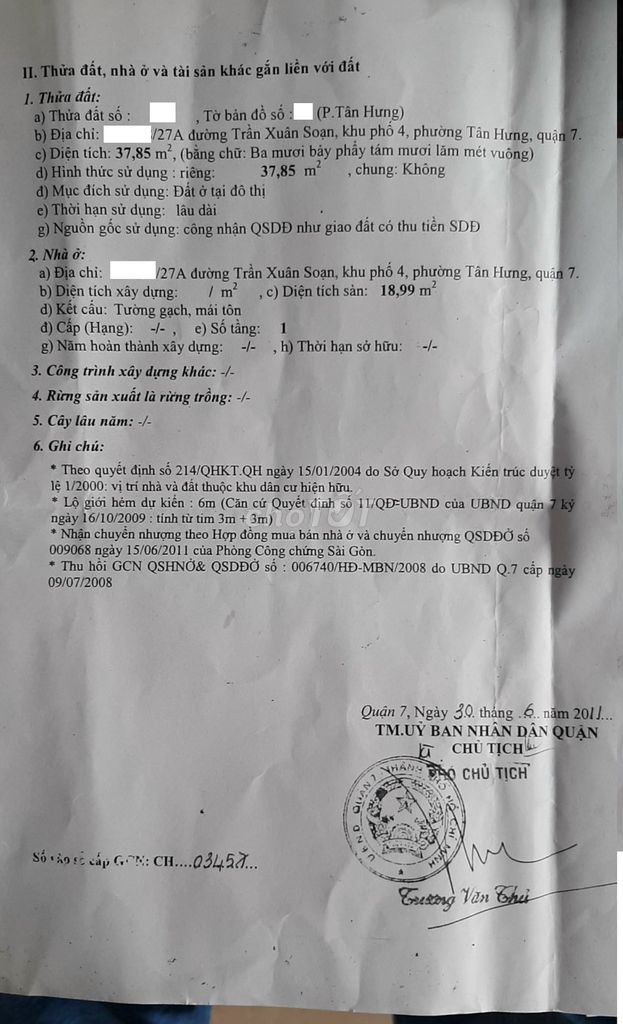 II. Thửa đất, nhà ở và tài sản khác gắn liền với đất
1. Thửa đất:
a) Thửa đất số : , Tờ bản đồ số : (P.Tân Hưng)
b) Địa chỉ: /27A đường Trần Xuân Soạn, khu phố 4, phường Tân Hưng, quận 7.
c) Diện tích: 37,85 m², (bằng chữ: Ba mươi bảy phẩy tám mươi lăm mét vuông)
d) Hình thức sử dụng : riêng: 37,85 m² , chung: Không
đ) Mục đích sử dụng: Đất ở tại đô thị
e) Thời hạn sử dụng: lâu dài
g) Nguồn gốc sử dụng: công nhận QSDĐ như giao đất có thu tiền SDĐ
2. Nhà ở:
a) Địa chỉ: /27A đường Trần Xuân Soạn, khu phố 4, phường Tân Hưng, quận 7.
b) Diện tích xây dựng: / m² , c) Diện tích sàn: 18,99 m²
d) Kết cấu: Tường gạch, mái tôn
đ) Cấp (Hạng): -/- , e) Số tầng: 1
g) Năm hoàn thành xây dựng: -/- , h) Thời hạn sở hữu: -/-
3. Công trình xây dựng khác: -/-
4. Rừng sản xuất là rừng trồng: -/-
5. Cây lâu năm: -/-
6. Ghi chú:
* Theo quyết định số 214/QHKT.QH ngày 15/01/2004 do Sở Quy hoạch Kiến trúc duyệt tỷ
lệ 1/2000: vị trí nhà và đất thuộc khu dân cư hiện hữu.
* Lộ giới hẻm dự kiến : 6m (Căn cứ Quyết định số 11/QĐ-UBND của UBND quận 7 ký
ngày 16/10/2009 : tính từ tim 3m + 3m)
* Nhận chuyển nhượng theo Hợp đồng mua bán nhà ở và chuyển nhượng QSDĐỞ số
009068 ngày 15/06/2011 của Phòng Công chứng Sài Gòn.
* Thu hồi GCN QSHNỞ& QSDĐỞ số : 006740/HĐ-MBN/2008 do UBND Q.7 cấp ngày
09/07/2008
Quận 7, Ngày 30 tháng .6.. năm 2011...
TM.UỶ BAN NHÂN DÂN QUẬN
CHỦ TỊCH
PHÓ CHỦ TỊCH
U.B.N.D QUẬN 7 THÀNH PHỐ HỒ CHÍ MINH
Số vào sổ cấp GCN: CH....03457...
Trương Văn Thủ